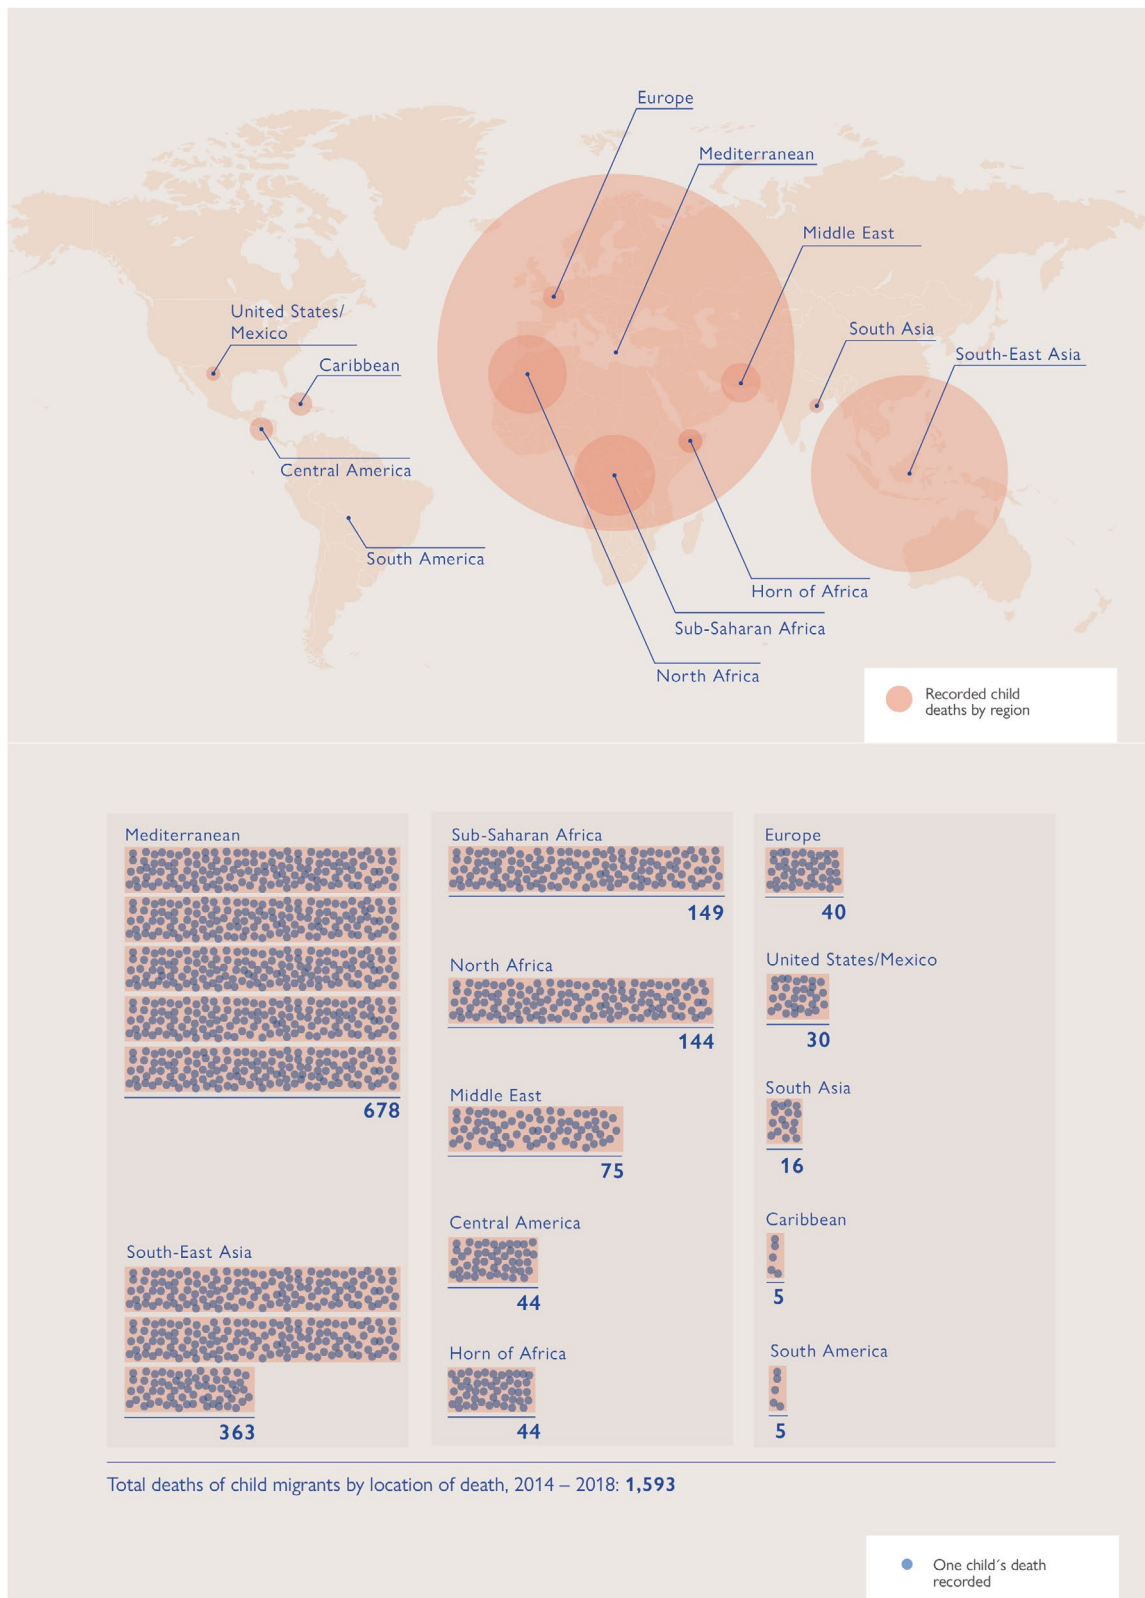 Europe
Mediterranean
Middle East
United States/
Mexico
South Asia
South-East Asia
Caribbean
Central America
South America
Horn of Africa
Sub-Saharan Africa
North Africa
Recorded child
deaths by region
Mediterranean
678
South-East Asia
363
Sub-Saharan Africa
149
North Africa
144
Middle East
75
Central America
44
Horn of Africa
44
Europe
40
United States/Mexico
30
South Asia
16
Caribbean
5
South America
5
Total deaths of child migrants by location of death, 2014 – 2018: 1,593
One child´s death
recorded